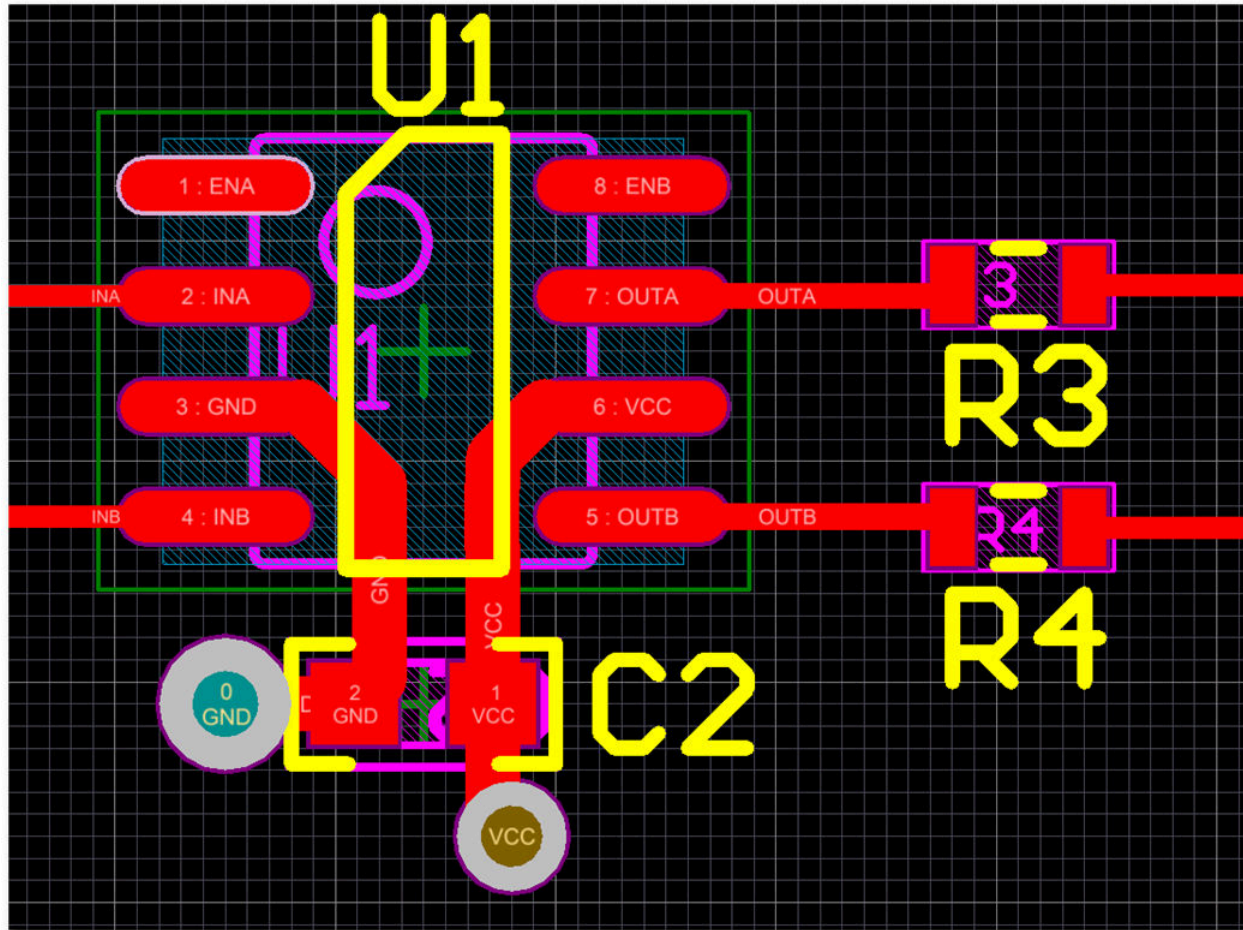 U1
1 : ENA
8 : ENB
INA
2 : INA
7 : OUTA
OUTA
3
R3
U1
3 : GND
6 : VCC
INB
4 : INB
5 : OUTB
OUTB
R4
R4
GND
VCC
0
GND
2
GND
1
VCC
C2
VCC